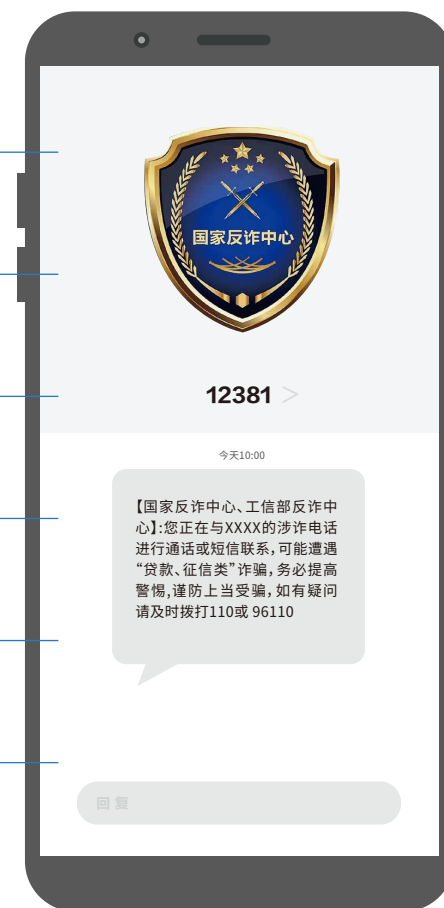 国家反诈中心
12381 >
今天10:00
【国家反诈中心、工信部反诈中
心】:您正在与XXXX的涉诈电话
进行通话或短信联系,可能遭遇
“贷款、征信类”诈骗,务必提高
警惕,谨防上当受骗,如有疑问
请及时拨打110或 96110
回复